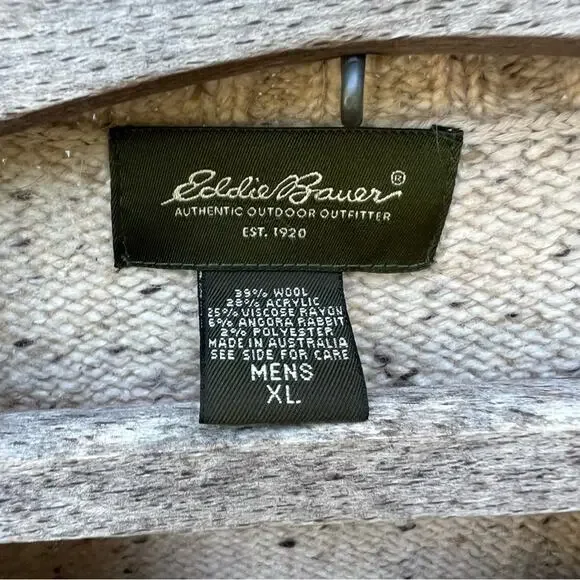 Eddie Bauer®
AUTHENTIC OUTDOOR OUTFITTER
EST. 1920
39% WOOL
28% ACRYLIC
25% VISCOSE RAYON
6% ANGORA RABBIT
2% POLYESTER
MADE IN AUSTRALIA
SEE SIDE FOR CARE
MENS
XL